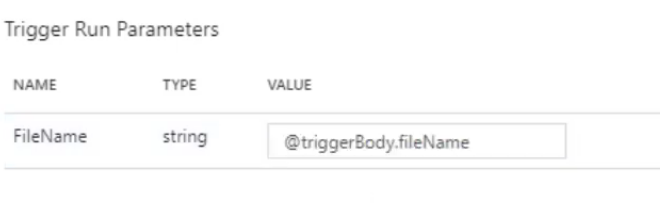 Trigger Run Parameters
NAME TYPE VALUE
FileName string @triggerBody.fileName